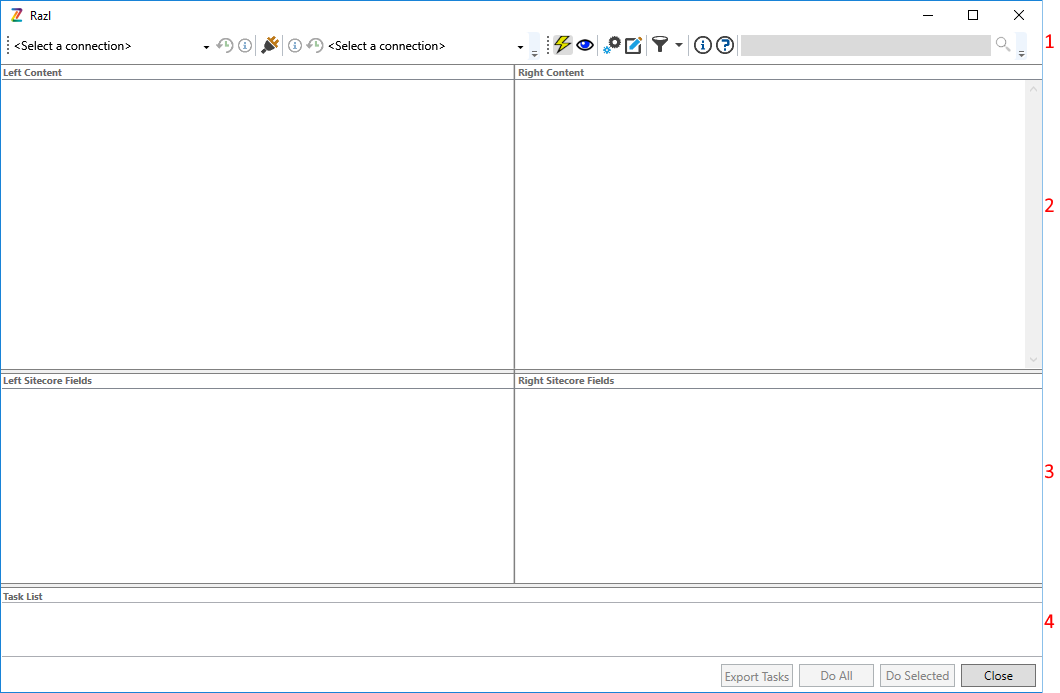 Razl
<Select a connection> <Select a connection> 1
Left Content Right Content
2
Left Sitecore Fields Right Sitecore Fields
3
Task List
4
Export Tasks Do All Do Selected Close